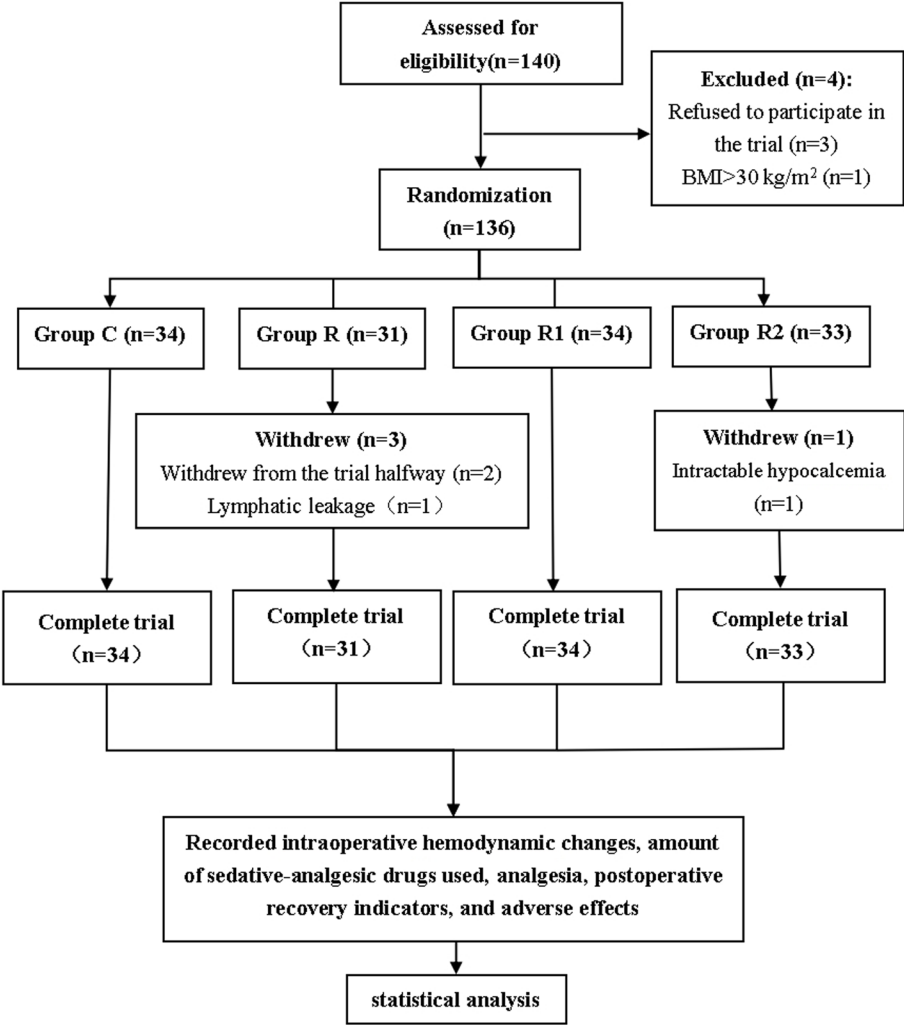 Assessed for
eligibility(n=140)
Excluded (n=4):
Refused to participate in
the trial (n=3)
BMI>30 kg/m² (n=1)
Randomization
(n=136)
Group C (n=34)
Group R (n=31)
Group R1 (n=34)
Group R2 (n=33)
Withdrew (n=3)
Withdrew from the trial halfway (n=2)
Lymphatic leakage（n=1）
Withdrew (n=1)
Intractable hypocalcemia
(n=1)
Complete trial
（n=34）
Complete trial
（n=31）
Complete trial
（n=34）
Complete trial
（n=33）
Recorded intraoperative hemodynamic changes, amount
of sedative-analgesic drugs used, analgesia, postoperative
recovery indicators, and adverse effects
statistical analysis